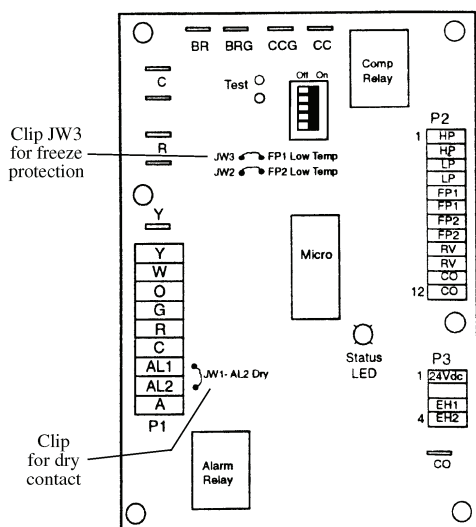 BR BRG CCG CC
C
Test
Off On
Comp
Relay
P2
1 HP
HP
LP
LP
FP1
FP1
FP2
FP2
RV
RV
CO
12 CO
Clip JW3
for freeze
protection
R
JW3 FP1 Low Temp
JW2 FP2 Low Temp
Y
Y
W
O
G
R
C
AL1
AL2
A
P1
JW1- AL2 Dry
Micro
Status
LED
P3
1 24Vdc
EH1
4 EH2
CO
Clip
for dry
contact
Alarm
Relay